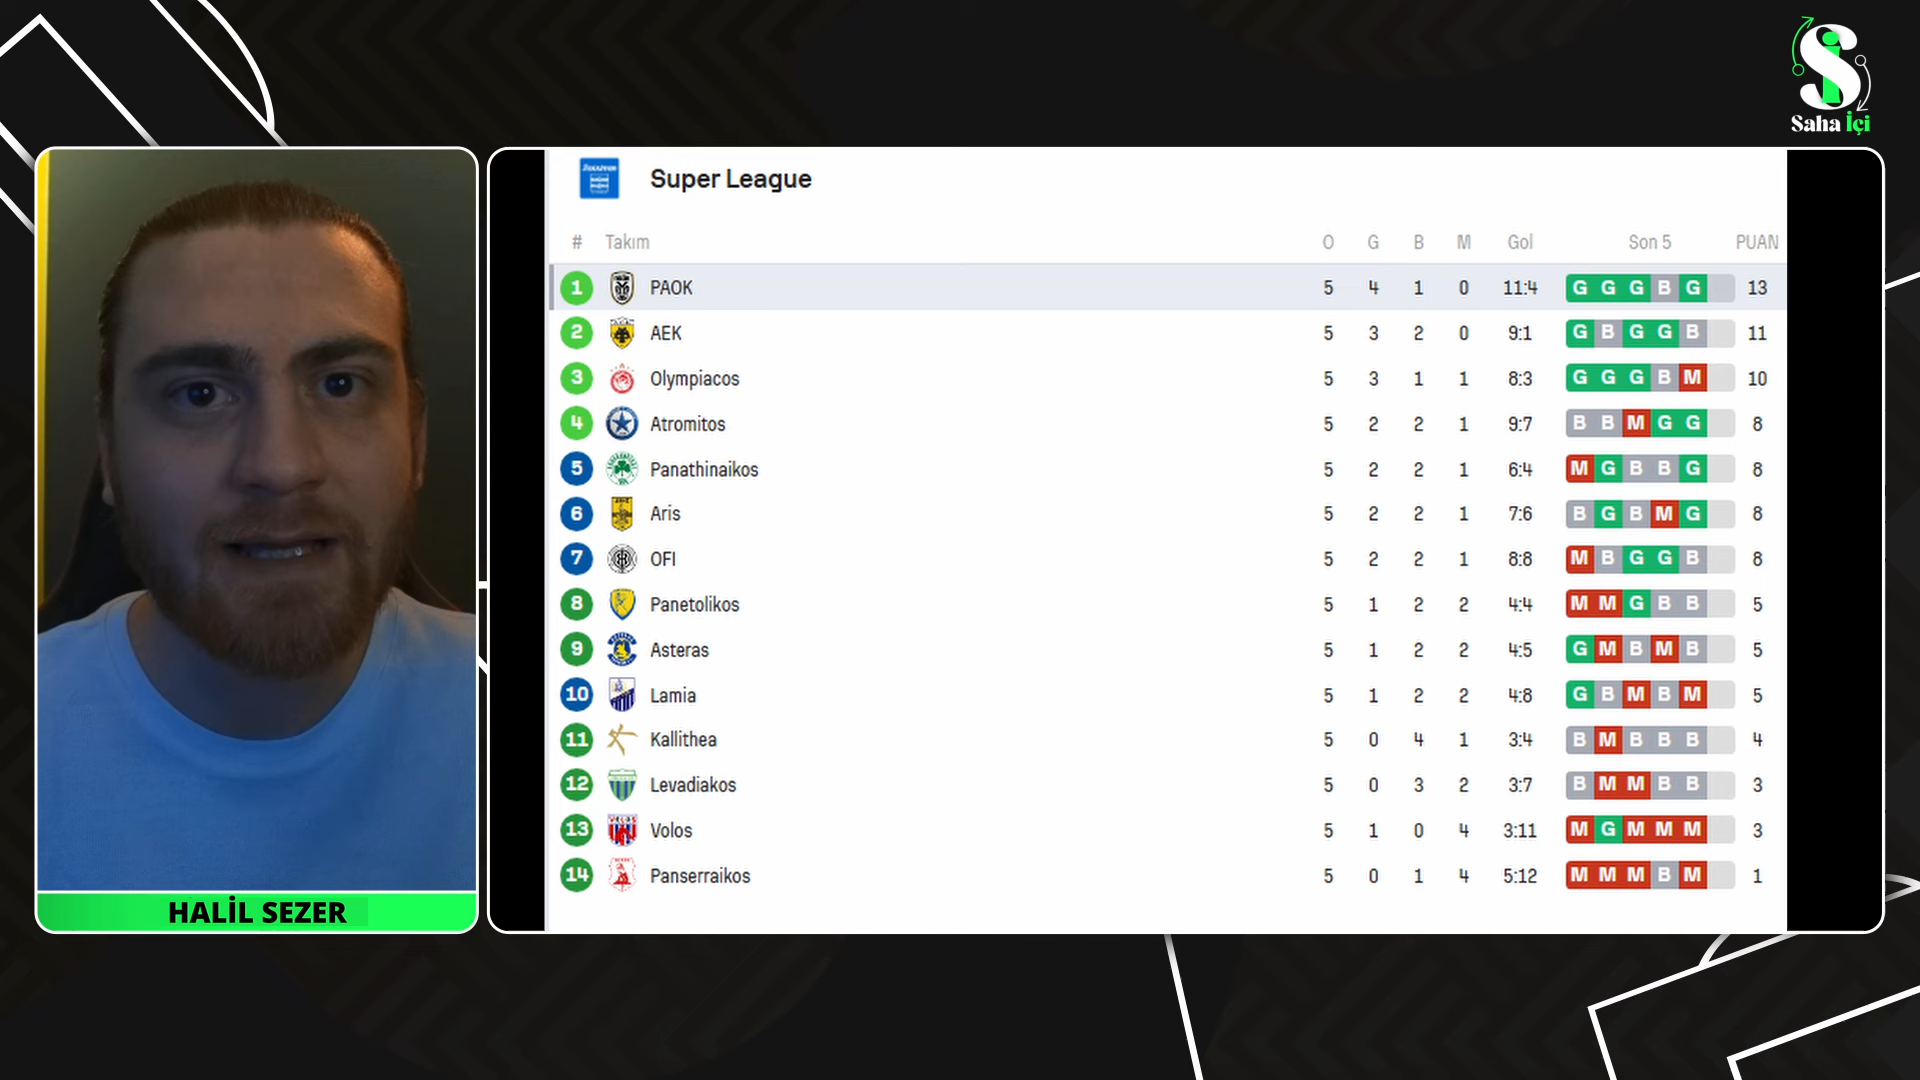 Saha İçi
HALİL SEZER
Super League
# Takım O G B M Gol Son 5 PUAN
1 PAOK 5 4 1 0 11:4 G G G B G 13
2 AEK 5 3 2 0 9:1 G B G G B 11
3 Olympiacos 5 3 1 1 8:3 G G G B M 10
4 Atromitos 5 2 2 1 9:7 B B M G G 8
5 Panathinaikos 5 2 2 1 6:4 M G B B G 8
6 Aris 5 2 2 1 7:6 B G B M G 8
7 OFI 5 2 2 1 8:8 M B G G B 8
8 Panetolikos 5 1 2 2 4:4 M M G B B 5
9 Asteras 5 1 2 2 4:5 G M B M B 5
10 Lamia 5 1 2 2 4:8 G B M B M 5
11 Kallithea 5 0 4 1 3:4 B M B B B 4
12 Levadiakos 5 0 3 2 3:7 B M M B B 3
13 Volos 5 1 0 4 3:11 M G M M M 3
14 Panserraikos 5 0 1 4 5:12 M M M B M 1